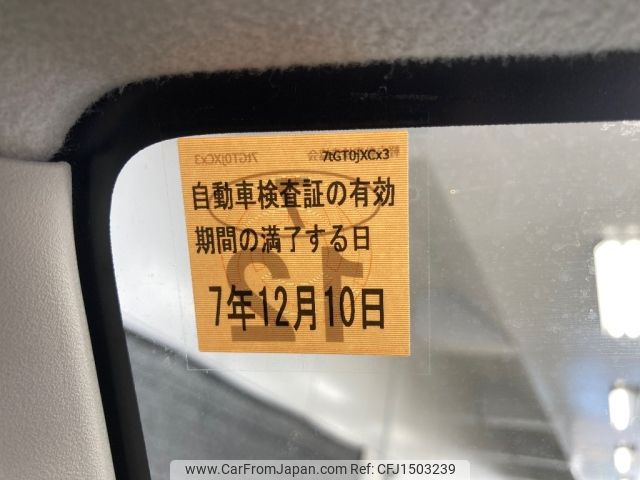 7tGT0jXCx3
自動車検査証の有効
期間の満了する日
7年12月10日
www.CarFromJapan.com | No.CFJ1503239